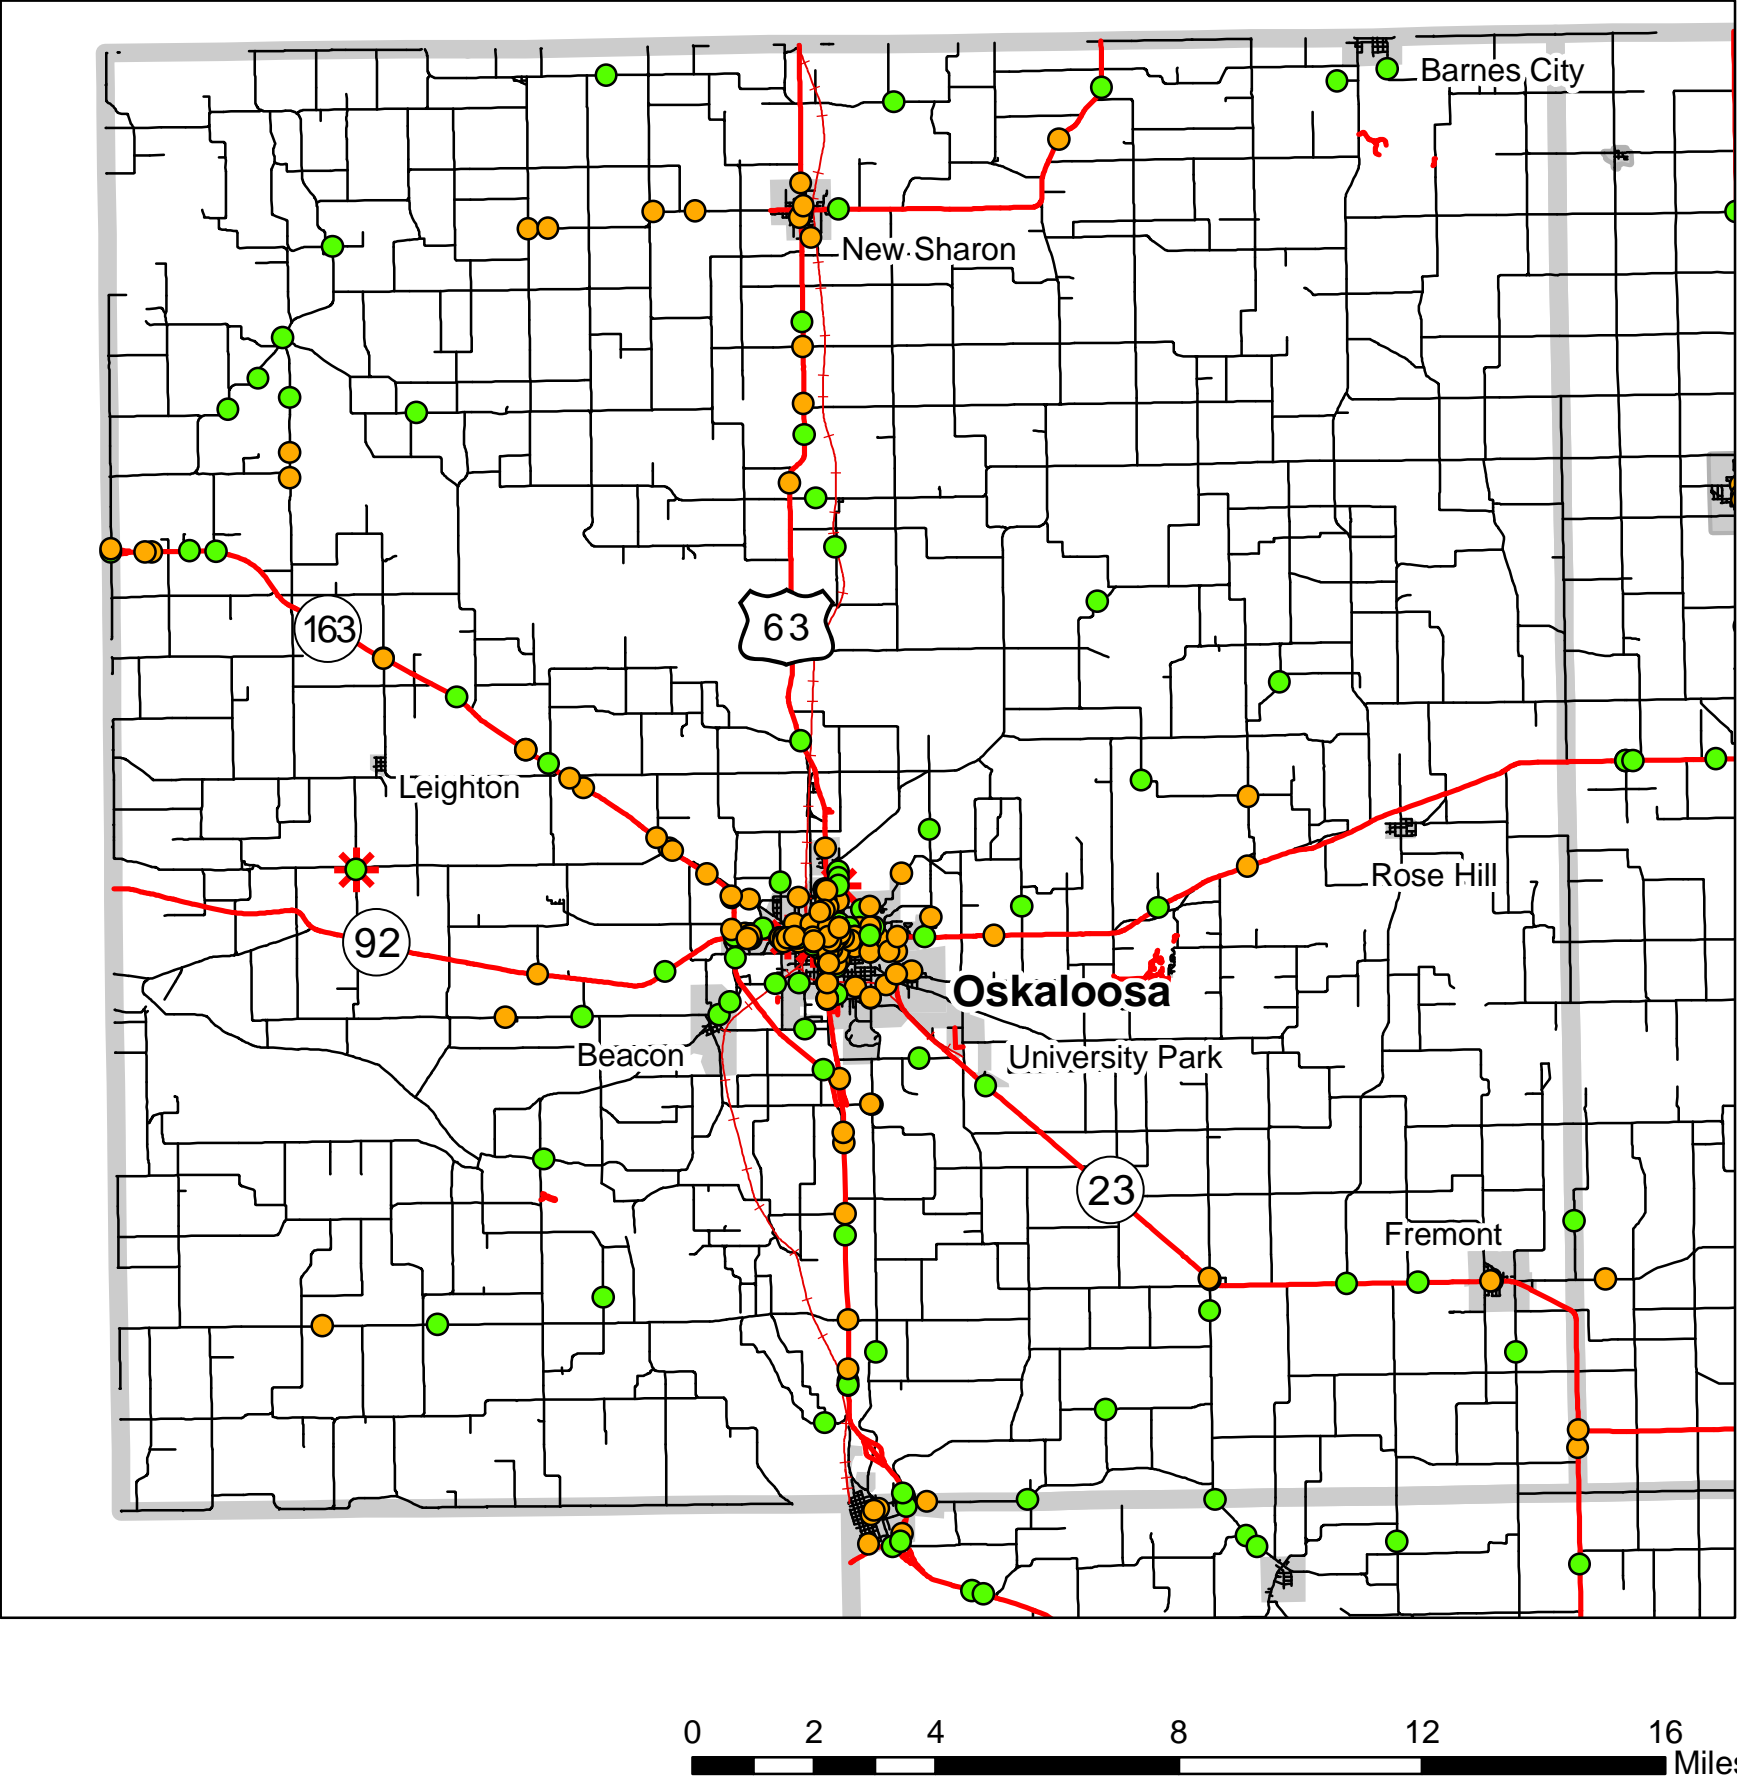 Barnes City
New Sharon
163
63
Leighton
Rose Hill
92
Oskaloosa
Beacon
University Park
23
Fremont
0 2 4 8 12 16
Miles